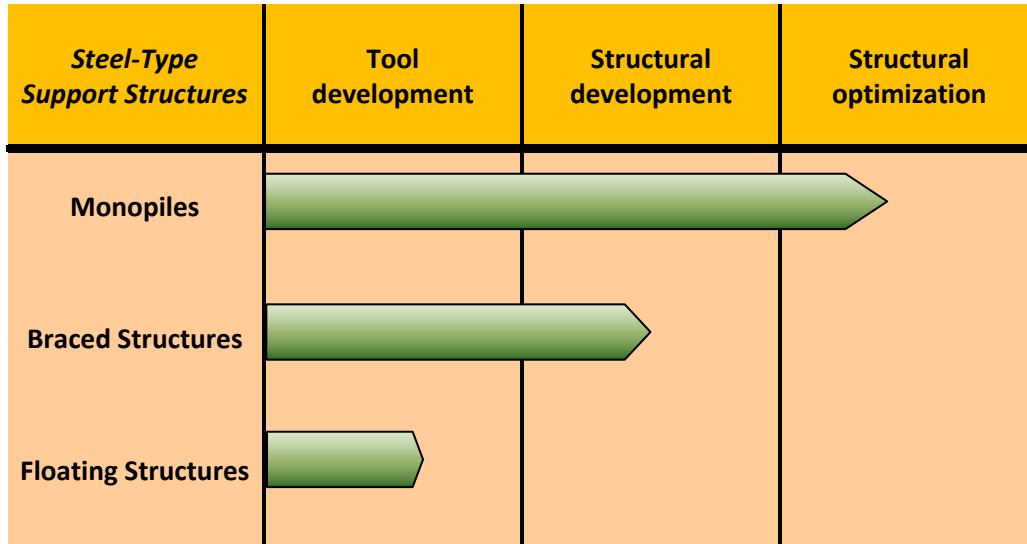 Steel-Type
Support Structures
Tool
development
Structural
development
Structural
optimization
Monopiles
Braced Structures
Floating Structures